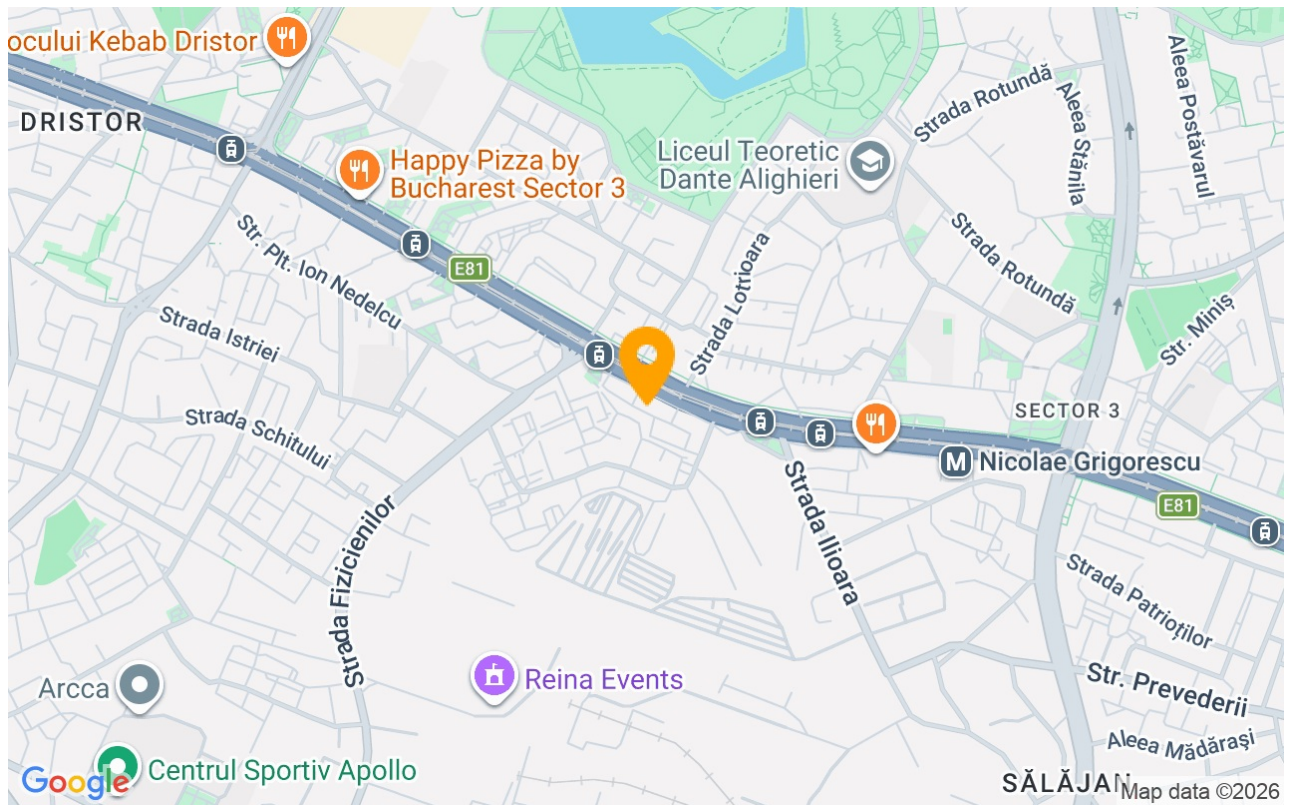 ocului Kebab Dristor
DRISTOR
Happy Pizza by
Bucharest Sector 3
E81
Liceul Teoretic
Dante Alighieri
Strada Rotundă
Aleea Stănila
Aleea Postăvarul
Strada Rotundă
Str. Miniș
Strada Lotrioara
Str. Plt. Ion Nedelcu
Strada Istriei
Strada Schitului
Strada Fizicienilor
SECTOR 3
M Nicolae Grigorescu
E81
Strada Ilioara
Strada Patrioților
Str. Prevederii
Aleea Mădărași
SĂLĂJAN
Reina Events
Arcca
Centrul Sportiv Apollo
Google
Map data ©2026